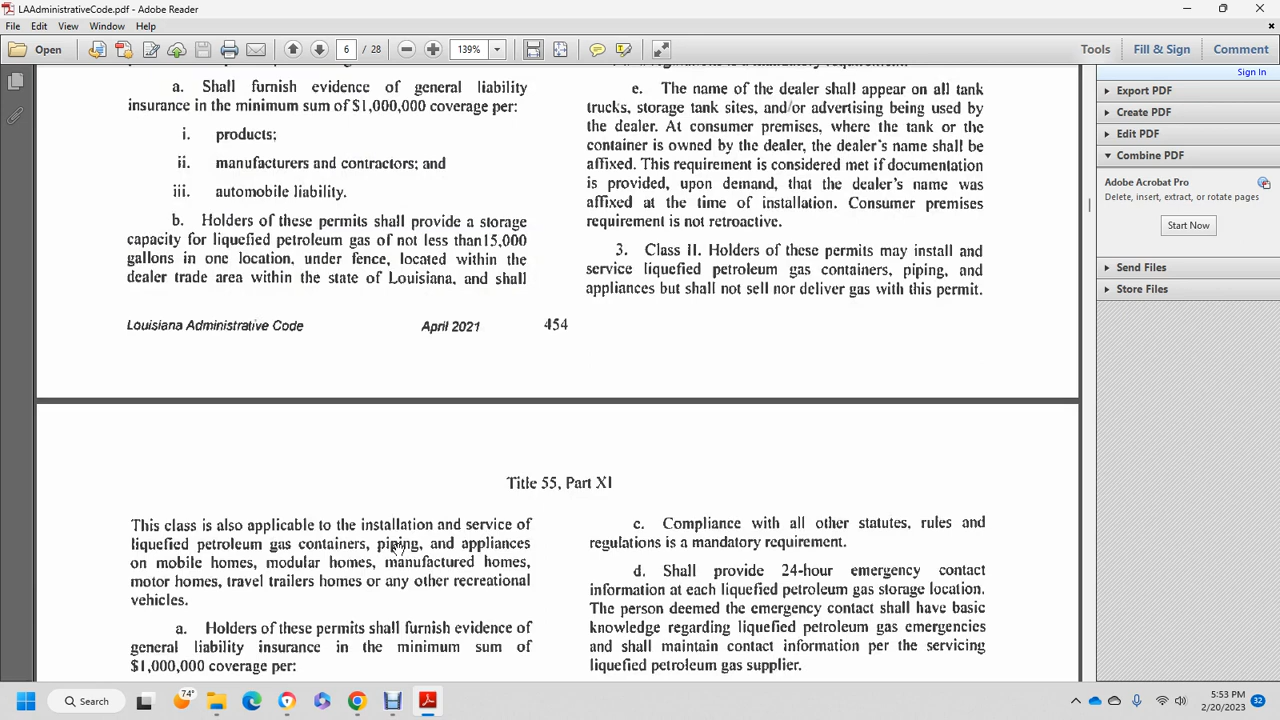 LAAdministrativeCode.pdf - Adobe Reader
File Edit View Window Help
Open 6 / 28 139% Tools Fill & Sign Comment
Sign In
Export PDF
Create PDF
Edit PDF
Combine PDF
Adobe Acrobat Pro
Delete, insert, extract, or rotate pages
Start Now
Send Files
Store Files
a. Shall furnish evidence of general liability
insurance in the minimum sum of $1,000,000 coverage per:
i. products;
ii. manufacturers and contractors; and
iii. automobile liability.
b. Holders of these permits shall provide a storage
capacity for liquefied petroleum gas of not less than15,000
gallons in one location, under fence, located within the
dealer trade area within the state of Louisiana, and shall
regulations is a mandatory requirement.
e. The name of the dealer shall appear on all tank
trucks, storage tank sites, and/or advertising being used by
the dealer. At consumer premises, where the tank or the
container is owned by the dealer, the dealer's name shall be
affixed. This requirement is considered met if documentation
is provided, upon demand, that the dealer's name was
affixed at the time of installation. Consumer premises
requirement is not retroactive.
3. Class II. Holders of these permits may install and
service liquefied petroleum gas containers, piping, and
appliances but shall not sell nor deliver gas with this permit.
Louisiana Administrative Code April 2021 454
Title 55, Part XI
This class is also applicable to the installation and service of
liquefied petroleum gas containers, piping, and appliances
on mobile homes, modular homes, manufactured homes,
motor homes, travel trailers homes or any other recreational
vehicles.
a. Holders of these permits shall furnish evidence of
general liability insurance in the minimum sum of
$1,000,000 coverage per:
c. Compliance with all other statutes, rules and
regulations is a mandatory requirement.
d. Shall provide 24-hour emergency contact
information at each liquefied petroleum gas storage location.
The person deemed the emergency contact shall have basic
knowledge regarding liquefied petroleum gas emergencies
and shall maintain contact information per the servicing
liquefied petroleum gas supplier.
Search
74°
5:53 PM
2/20/2023
32